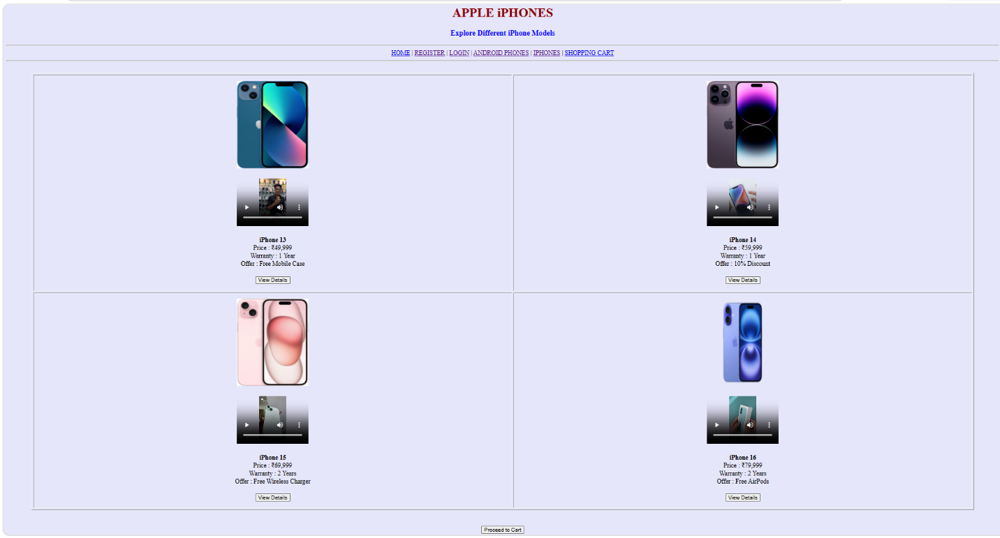 APPLE iPHONES
Explore Different iPhone Models
HOME | REGISTER | LOGIN | ANDROID PHONES | IPHONES | SHOPPING CART
iPhone 13
Price : ₹49,999
Warranty : 1 Year
Offer : Free Mobile Case
View Details
iPhone 14
Price : ₹59,999
Warranty : 1 Year
Offer : 10% Discount
View Details
iPhone 15
Price : ₹69,999
Warranty : 2 Years
Offer : Free Wireless Charger
View Details
iPhone 16
Price : ₹79,999
Warranty : 2 Years
Offer : Free AirPods
View Details
Proceed to Cart